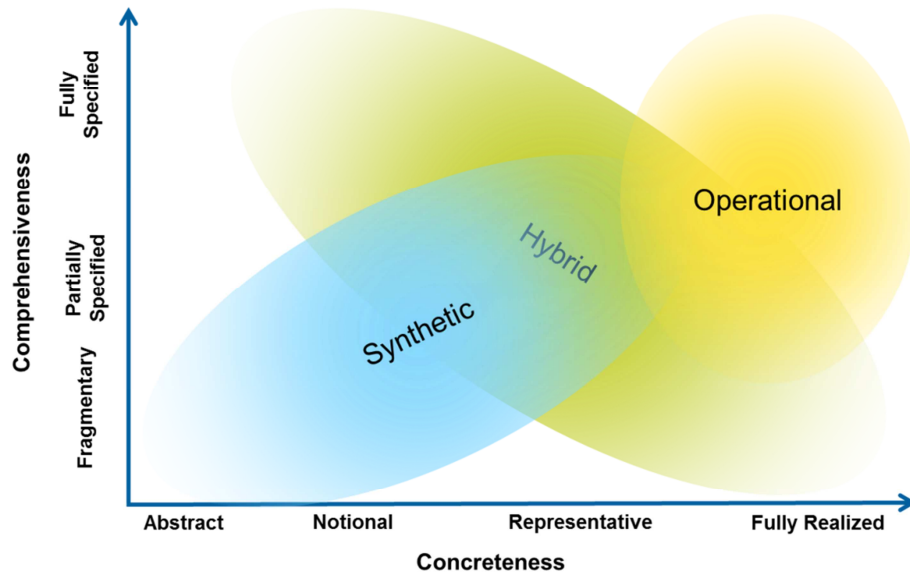 Fully
Specified
Operational
Comprehensiveness
Partially
Specified
Hybrid
Synthetic
Fragmentary
Abstract
Notional
Representative
Fully Realized
Concreteness